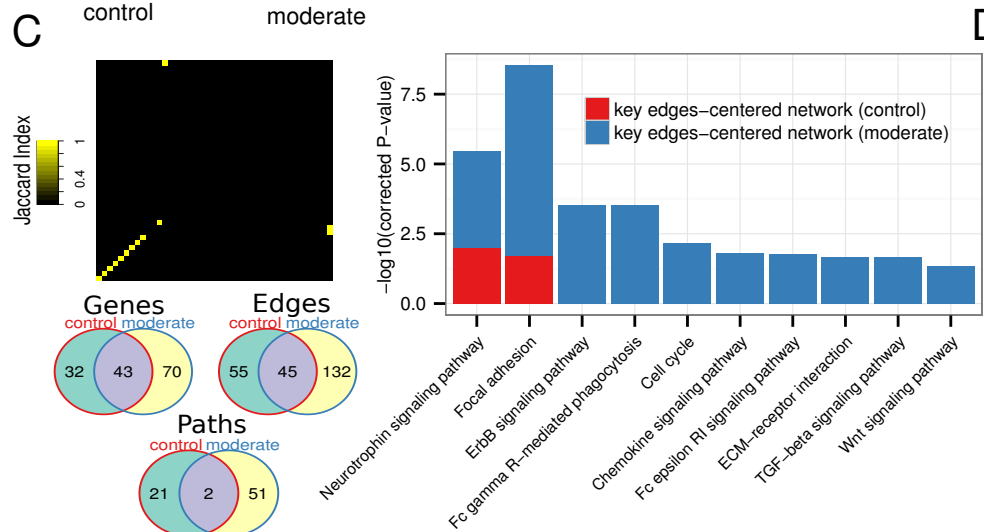 control
moderate
C
D
Jaccard Index
0
0.4
1
Genes
control moderate
32
43
70
Edges
control moderate
55
45
132
Paths
control moderate
21
2
51
−log10(corrected P−value)
7.5
5.0
2.5
0.0
key edges−centered network (control)
key edges−centered network (moderate)
Neurotrophin signaling pathway
Focal adhesion
ErbB signaling pathway
Fc gamma R−mediated phagocytosis
Cell cycle
Chemokine signaling pathway
Fc epsilon RI signaling pathway
ECM−receptor interaction
TGF−beta signaling pathway
Wnt signaling pathway